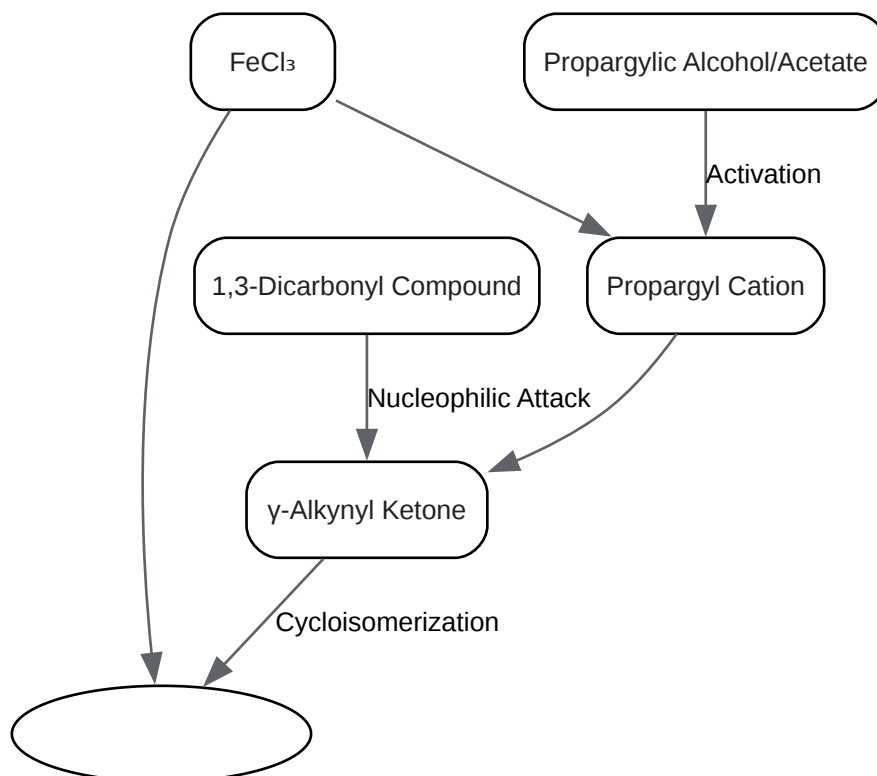 FeCl₃
Propargylic Alcohol/Acetate
Activation
1,3-Dicarbonyl Compound
Propargyl Cation
Nucleophilic Attack
γ-Alkynyl Ketone
Cycloisomerization